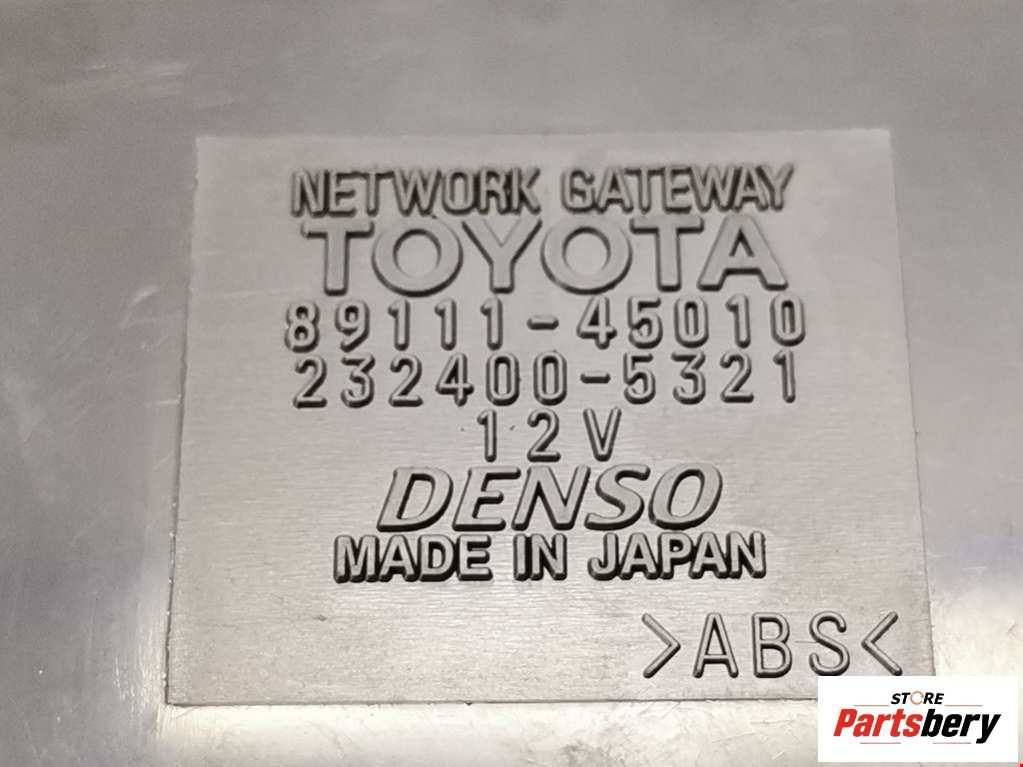 NETWORK GATEWAY
TOYOTA
89111-45010
232400-5321
12V
DENSO
MADE IN JAPAN
>ABS<
STORE
Partsbery